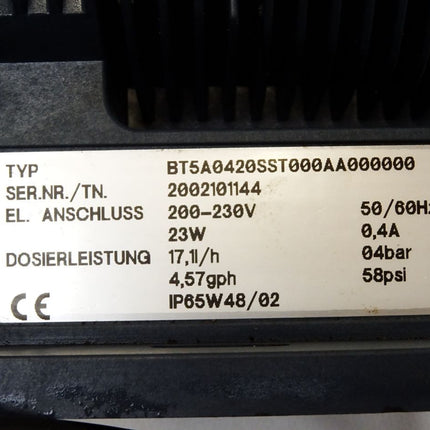 TYP BT5A0420SST000AA000000
SER.NR./TN. 2002101144
EL. ANSCHLUSS 200-230V 50/60Hz
23W 0,4A
DOSIERLEISTUNG 17,1l/h 04bar
4,57gph 58psi
CE IP65W48/02